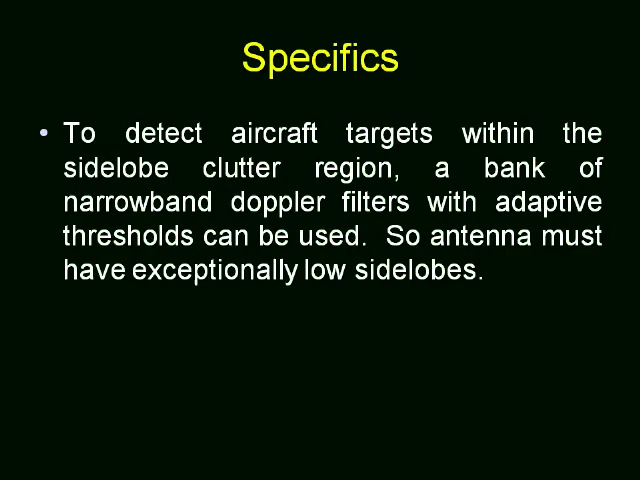 Specifics
• To detect aircraft targets within the
sidelobe clutter region, a bank of
narrowband doppler filters with adaptive
thresholds can be used. So antenna must
have exceptionally low sidelobes.